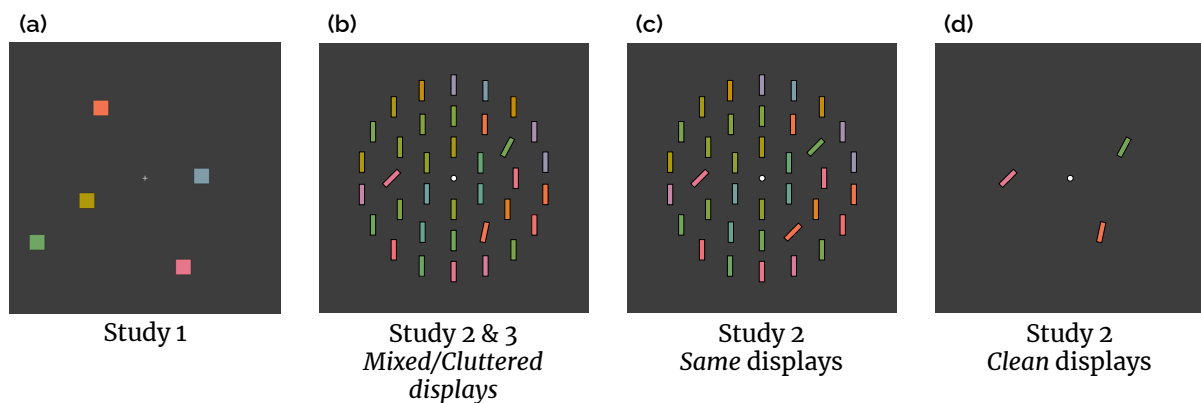 (a)
(b)
(c)
(d)
Study 1
Study 2 & 3
Mixed/Cluttered
displays
Study 2
Same displays
Study 2
Clean displays